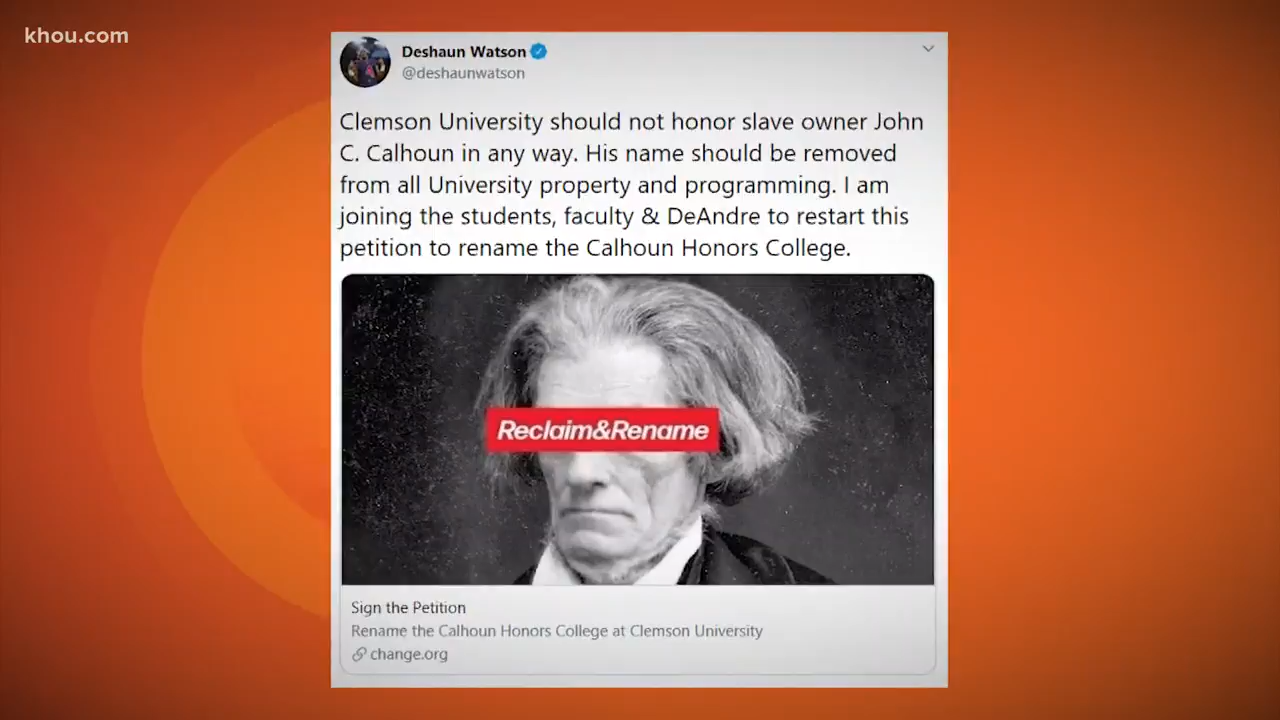 khou.com
Deshaun Watson
@deshaunwatson
Clemson University should not honor slave owner John
C. Calhoun in any way. His name should be removed
from all University property and programming. I am
joining the students, faculty & DeAndre to restart this
petition to rename the Calhoun Honors College.
Reclaim&Rename
Sign the Petition
Rename the Calhoun Honors College at Clemson University
change.org